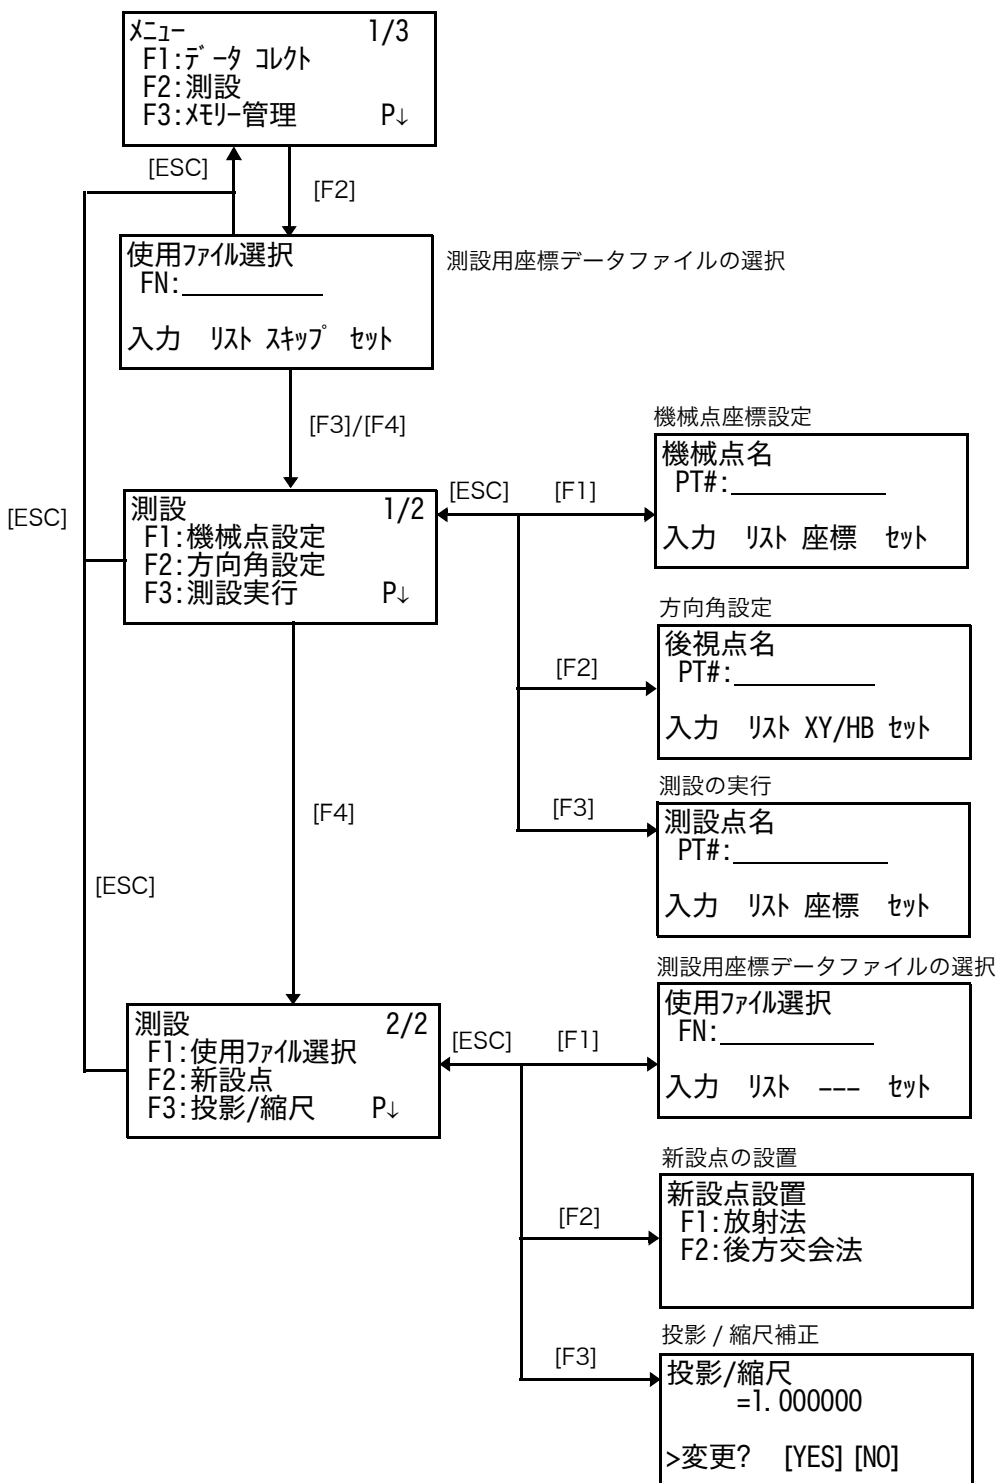 ﾒﾆｭｰ 1/3
F1:ﾃﾞｰﾀ ｺﾚｸﾄ
F2:測設
F3:ﾒﾓﾘｰ管理 P↓
[ESC]
[F2]
使用ﾌｧｲﾙ選択
FN:
入力 ﾘｽﾄ ｽｷｯﾌﾟ ｾｯﾄ
測設用座標データファイルの選択
[F3]/[F4]
機械点座標設定
機械点名
PT#:
入力 ﾘｽﾄ 座標 ｾｯﾄ
[ESC] [F1]
[ESC]
測設 1/2
F1:機械点設定
F2:方向角設定
F3:測設実行 P↓
方向角設定
後視点名
PT#:
入力 ﾘｽﾄ XY/HB ｾｯﾄ
[F2]
測設の実行
測設点名
PT#:
入力 ﾘｽﾄ 座標 ｾｯﾄ
[F3]
[F4]
[ESC]
測設用座標データファイルの選択
使用ﾌｧｲﾙ選択
FN:
入力 ﾘｽﾄ --- ｾｯﾄ
[ESC] [F1]
測設 2/2
F1:使用ﾌｧｲﾙ選択
F2:新設点
F3:投影/縮尺 P↓
新設点の設置
新設点設置
F1:放射法
F2:後方交会法
[F2]
投影 / 縮尺補正
投影/縮尺
=1.000000
>変更? [YES] [NO]
[F3]